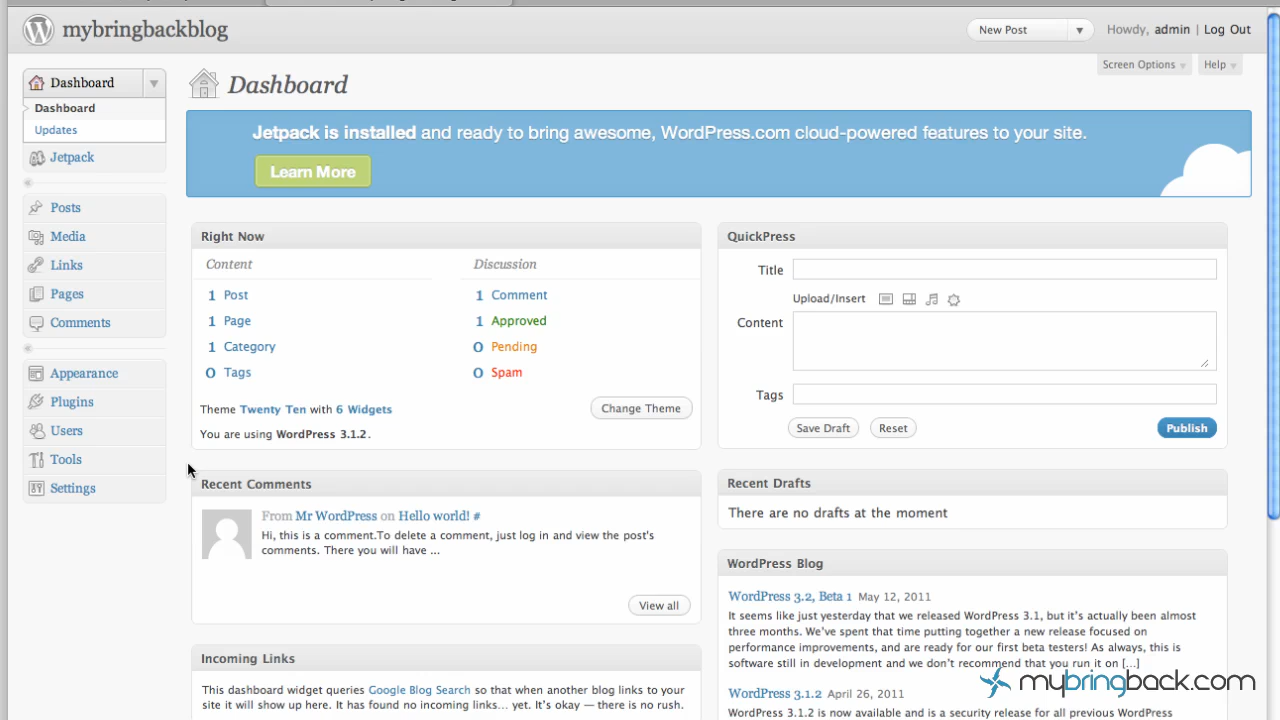 mybringbackblog
New Post
Howdy, admin | Log Out
Screen Options
Help
Dashboard
Dashboard
Updates
Jetpack
Posts
Media
Links
Pages
Comments
Appearance
Plugins
Users
Tools
Settings
Dashboard
Jetpack is installed and ready to bring awesome, WordPress.com cloud-powered features to your site.
Learn More
Right Now
Content
Discussion
1 Post
1 Comment
1 Page
1 Approved
1 Category
0 Pending
0 Tags
0 Spam
Theme Twenty Ten with 6 Widgets
Change Theme
You are using WordPress 3.1.2.
Recent Comments
From Mr WordPress on Hello world! #
Hi, this is a comment.To delete a comment, just log in and view the post's
comments. There you will have ...
View all
Incoming Links
This dashboard widget queries Google Blog Search so that when another blog links to your
site it will show up here. It has found no incoming links… yet. It's okay — there is no rush.
QuickPress
Title
Upload/Insert
Content
Tags
Save Draft
Reset
Publish
Recent Drafts
There are no drafts at the moment
WordPress Blog
WordPress 3.2, Beta 1 May 12, 2011
It seems like just yesterday that we released WordPress 3.1, but it's actually been almost
three months. We've spent that time putting together a new release focused on
performance improvements, and are ready for our first beta testers! As always, this is
software still in development and we don't recommend that you run it on [...]
WordPress 3.1.2 April 26, 2011
WordPress 3.1.2 is now available and is a security release for all previous WordPress
mybringback.com